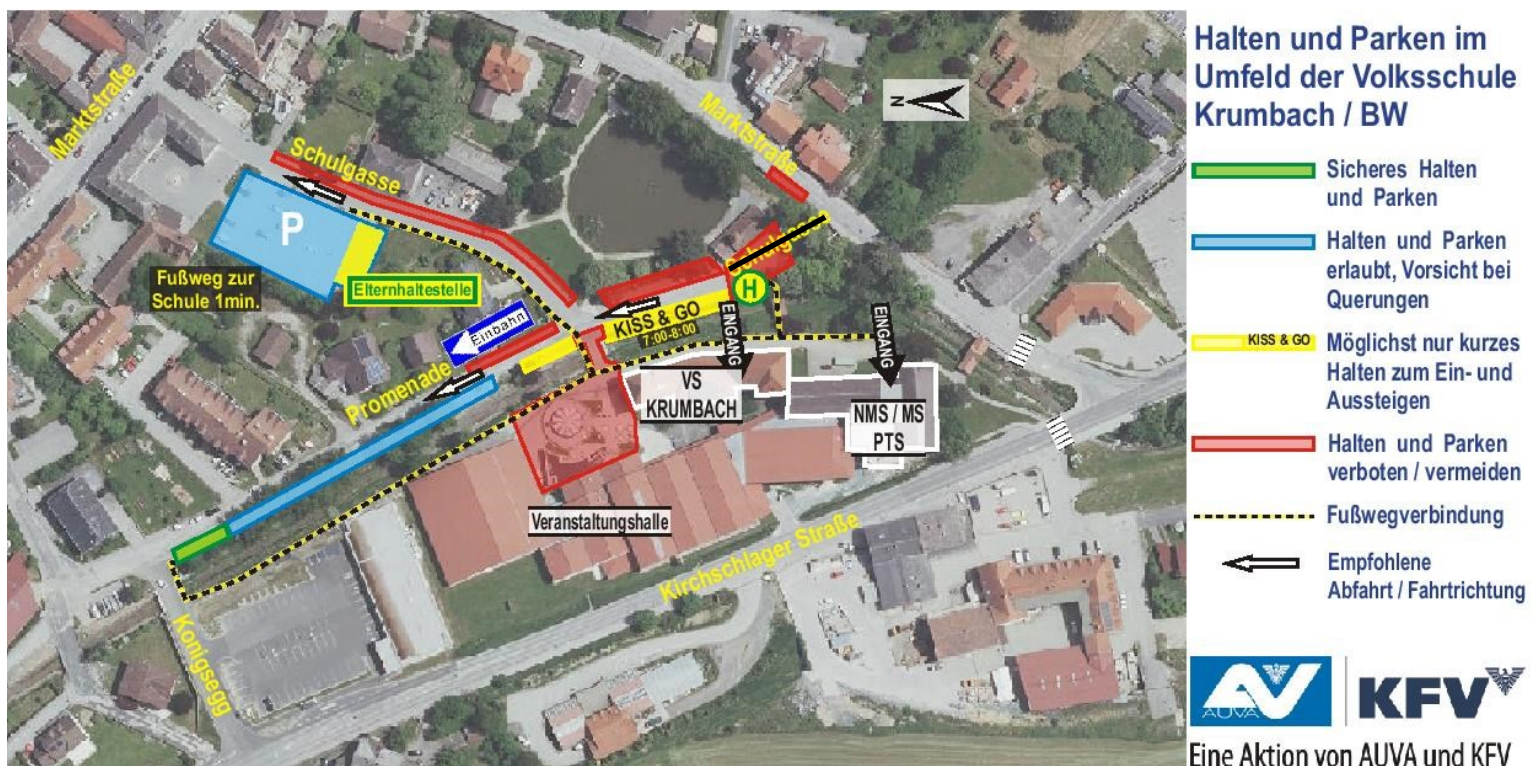 Halten und Parken im
Umfeld der Volksschule
Krumbach / BW
Sicheres Halten
und Parken
Halten und Parken
erlaubt, Vorsicht bei
Querungen
KISS & GO
Möglichst nur kurzes
Halten zum Ein- und
Aussteigen
Halten und Parken
verboten / vermeiden
Fußwegverbindung
Empfohlene
Abfahrt / Fahrtrichtung
AUVA
KFV
Eine Aktion von AUVA und KFV
Marktstraße
Schulgasse
P
Fußweg zur
Schule 1min.
Elternhaltestelle
Einbahn
Promenade
N
Marktstraße
Schulgasse
H
KISS & GO
7:00-8:00
EINGANG
EINGANG
VS
KRUMBACH
NMS / MS
PTS
Veranstaltungshalle
Kirchschlager Straße
Königsegg